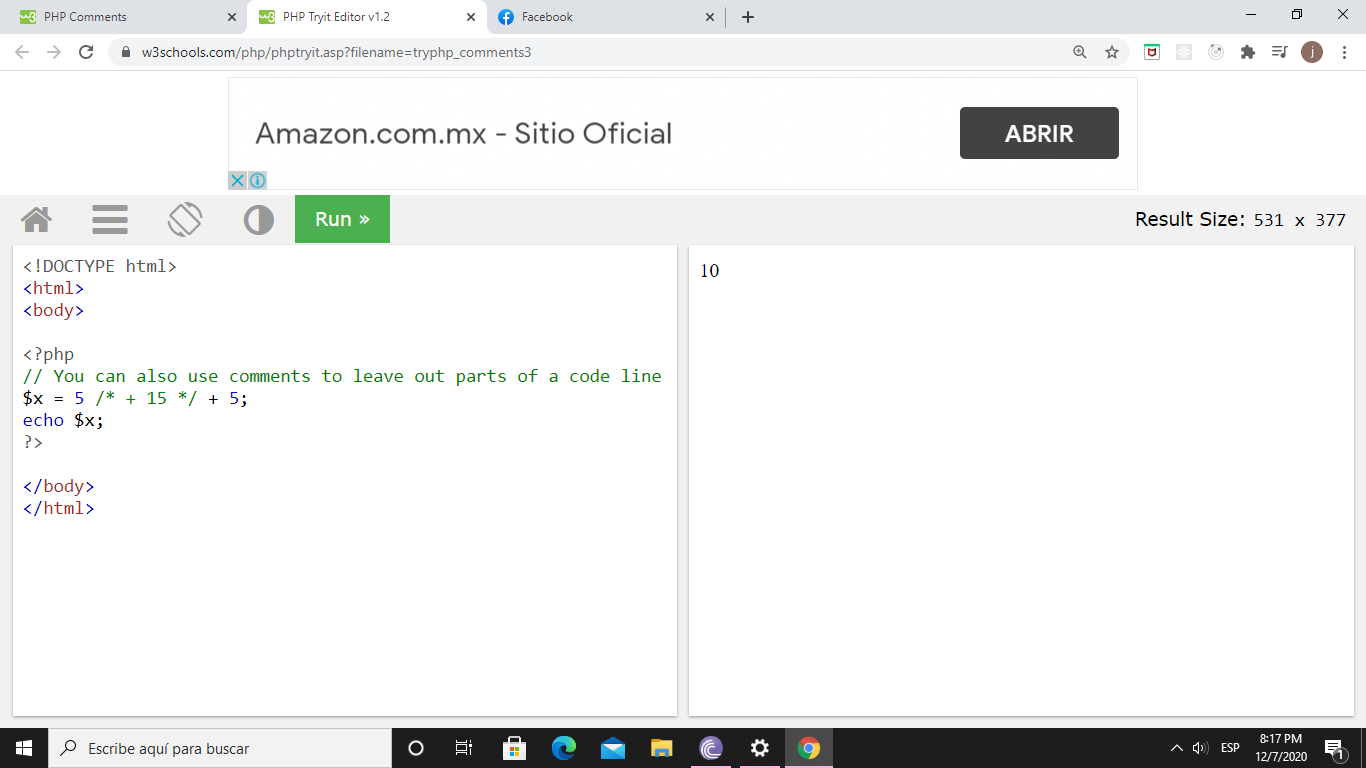 PHP Comments
PHP Tryit Editor v1.2
Facebook
w3schools.com/php/phptryit.asp?filename=tryphp_comments3
j
Amazon.com.mx - Sitio Oficial
ABRIR
Run »
Result Size: 531 x 377
<!DOCTYPE html>
<html>
<body>
<?php
// You can also use comments to leave out parts of a code line
$x = 5 /* + 15 */ + 5;
echo $x;
?>
</body>
</html>
10
Escribe aquí para buscar
ESP
8:17 PM
12/7/2020
1